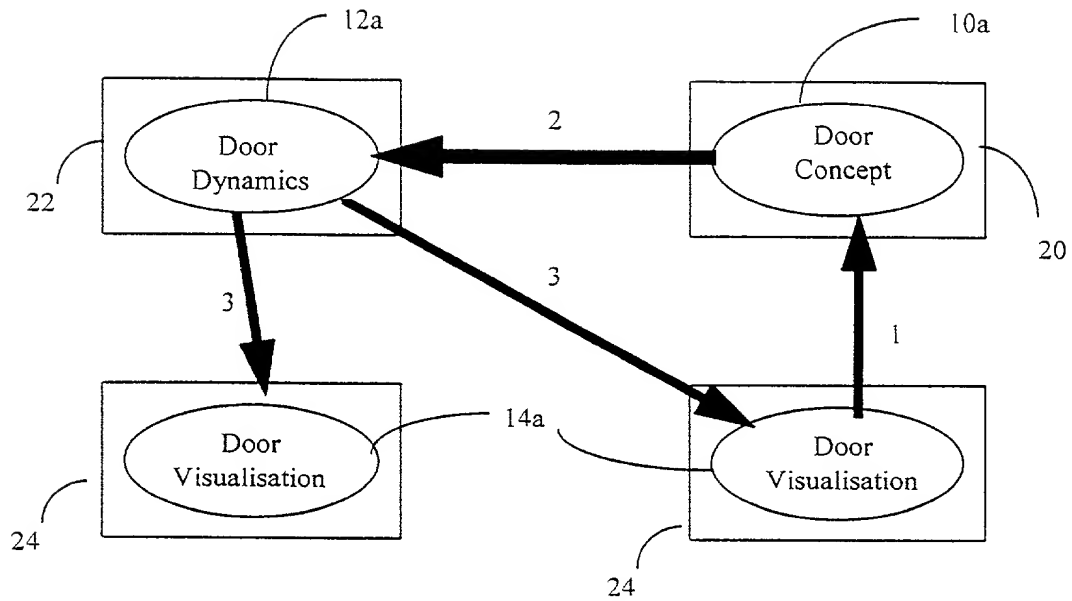 12a
10a
Door
Dynamics
2
Door
Concept
22
20
3
3
1
Door
Visualisation
14a
Door
Visualisation
24
24